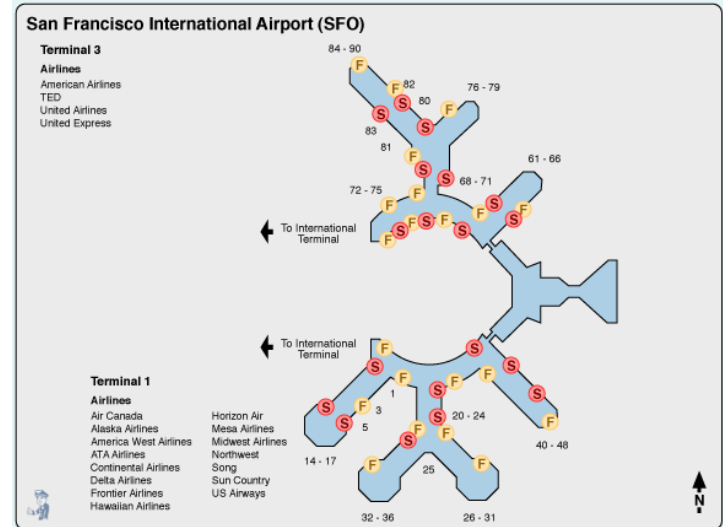 San Francisco International Airport (SFO)
Terminal 3
Airlines
American Airlines
TED
United Airlines
United Express
84 - 90
F
F
82
S
80
F
76 - 79
S
S
83
81
F
S
S
68 - 71
61 - 66
72 - 75
F
F
F
S
F
S
F
S
F
S
F
S
To International
Terminal
To International
Terminal
F
S
S
S
F
F
F
S
S
1
F
3
S
5
S
20 - 24
F
F
S
F
40 - 48
14 - 17
25
F
F
32 - 36
26 - 31
Terminal 1
Airlines
Air Canada
Alaska Airlines
America West Airlines
ATA Airlines
Continental Airlines
Delta Airlines
Frontier Airlines
Hawaiian Airlines
Horizon Air
Mesa Airlines
Midwest Airlines
Northwest
Song
Sun Country
US Airways
N